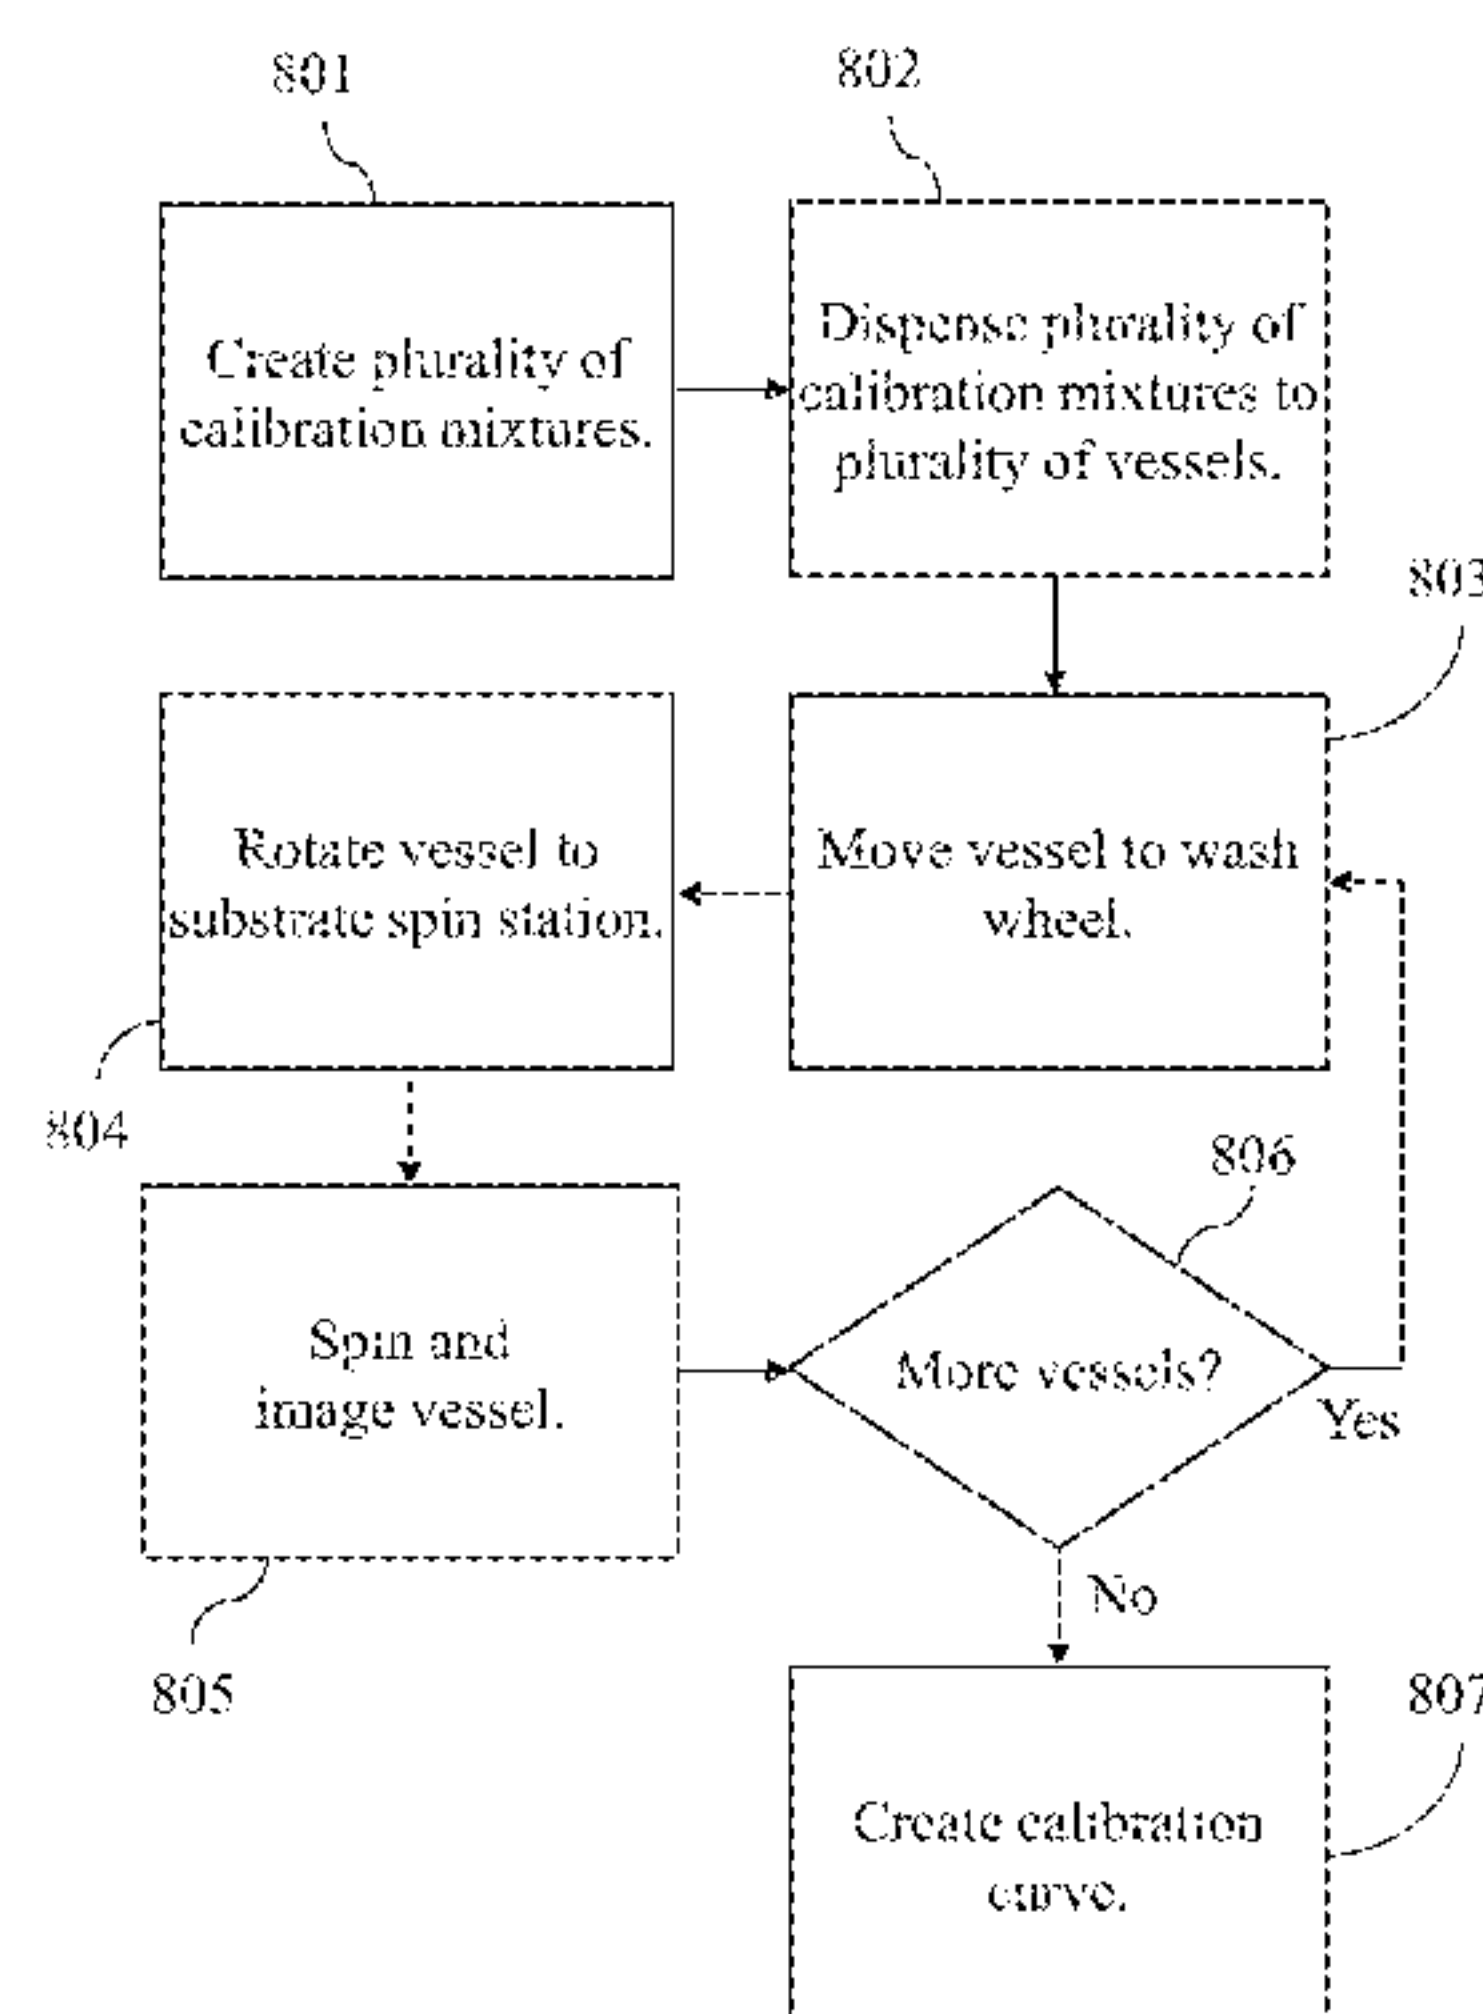 801
802
Create plurality of
calibration mixtures.
Dispense plurality of
calibration mixtures to
plurality of vessels.
803
Rotate vessel to
substrate spin station.
Move vessel to wash
wheel.
804
806
Spin and
image vessel.
More vessels?
Yes
No
805
807
Create calibration
curve.